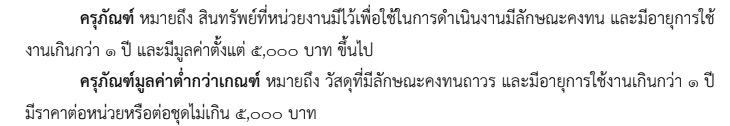 ครุภัณฑ์ หมายถึง สินทรัพย์ที่หน่วยงานมีไว้เพื่อใช้ในการดำเนินงานมีลักษณะคงทน และมีอายุการใช้
งานเกินกว่า ๑ ปี และมีมูลค่าตั้งแต่ ๕,๐๐๐ บาท ขึ้นไป
ครุภัณฑ์มูลค่าต่ำกว่าเกณฑ์ หมายถึง วัสดุที่มีลักษณะคงทนถาวร และมีอายุการใช้งานเกินกว่า ๑ ปี
มีราคาต่อหน่วยหรือต่อชุดไม่เกิน ๕,๐๐๐ บาท